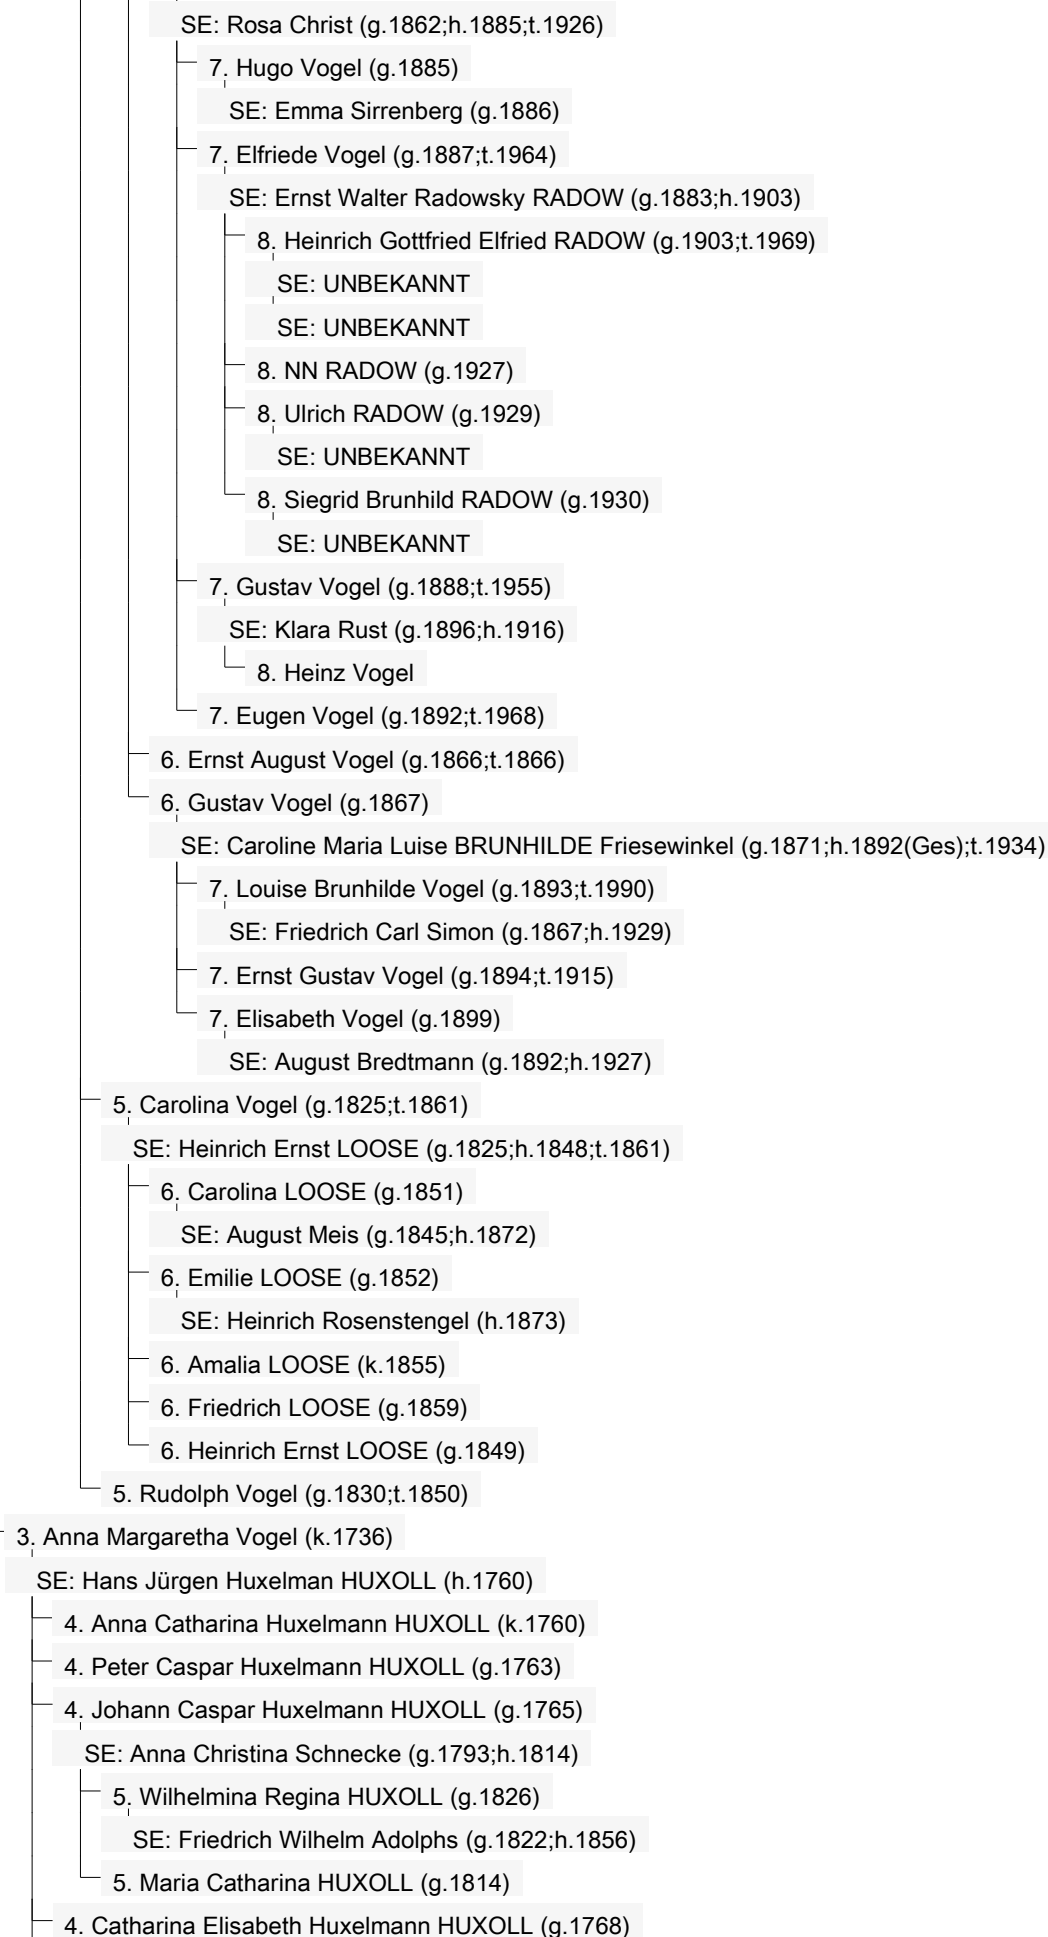 SE: Rosa Christ (g.1862;h.1885;t.1926)
7. Hugo Vogel (g.1885)
SE: Emma Sirrenberg (g.1886)
7. Elfriede Vogel (g.1887;t.1964)
SE: Ernst Walter Radowsky RADOW (g.1883;h.1903)
8. Heinrich Gottfried Elfried RADOW (g.1903;t.1969)
SE: UNBEKANNT
SE: UNBEKANNT
8. NN RADOW (g.1927)
8. Ulrich RADOW (g.1929)
SE: UNBEKANNT
8. Siegrid Brunhild RADOW (g.1930)
SE: UNBEKANNT
7. Gustav Vogel (g.1888;t.1955)
SE: Klara Rust (g.1896;h.1916)
8. Heinz Vogel
7. Eugen Vogel (g.1892;t.1968)
6. Ernst August Vogel (g.1866;t.1866)
6. Gustav Vogel (g.1867)
SE: Caroline Maria Luise BRUNHILDE Friesewinkel (g.1871;h.1892(Ges);t.1934)
7. Louise Brunhilde Vogel (g.1893;t.1990)
SE: Friedrich Carl Simon (g.1867;h.1929)
7. Ernst Gustav Vogel (g.1894;t.1915)
7. Elisabeth Vogel (g.1899)
SE: August Bredtmann (g.1892;h.1927)
5. Carolina Vogel (g.1825;t.1861)
SE: Heinrich Ernst LOOSE (g.1825;h.1848;t.1861)
6. Carolina LOOSE (g.1851)
SE: August Meis (g.1845;h.1872)
6. Emilie LOOSE (g.1852)
SE: Heinrich Rosenstengel (h.1873)
6. Amalia LOOSE (k.1855)
6. Friedrich LOOSE (g.1859)
6. Heinrich Ernst LOOSE (g.1849)
5. Rudolph Vogel (g.1830;t.1850)
3. Anna Margaretha Vogel (k.1736)
SE: Hans Jürgen Huxelman HUXOLL (h.1760)
4. Anna Catharina Huxelmann HUXOLL (k.1760)
4. Peter Caspar Huxelmann HUXOLL (g.1763)
4. Johann Caspar Huxelmann HUXOLL (g.1765)
SE: Anna Christina Schnecke (g.1793;h.1814)
5. Wilhelmina Regina HUXOLL (g.1826)
SE: Friedrich Wilhelm Adolphs (g.1822;h.1856)
5. Maria Catharina HUXOLL (g.1814)
4. Catharina Elisabeth Huxelmann HUXOLL (g.1768)